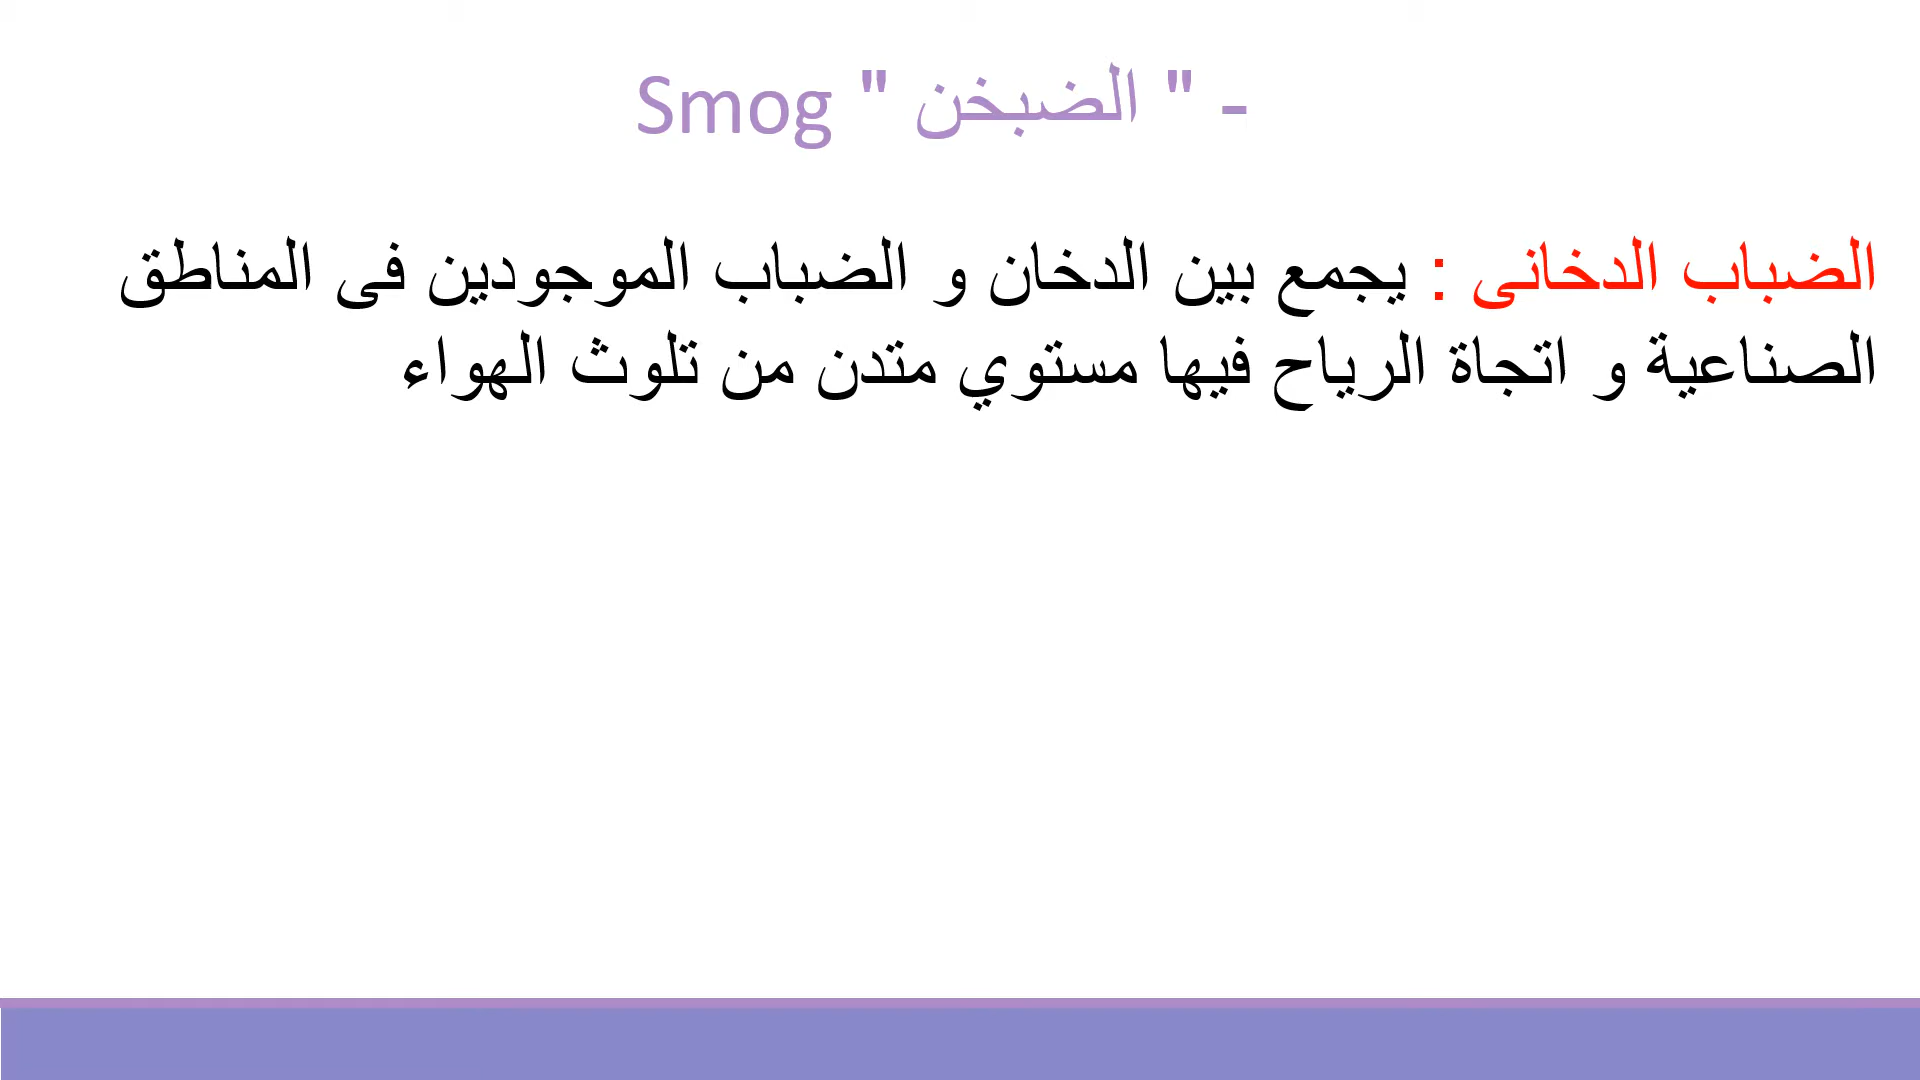 - " الضبخن " Smog
الضباب الدخانى : يجمع بين الدخان و الضباب الموجودين فى المناطق
الصناعية و اتجاة الرياح فيها مستوي متدن من تلوث الهواء